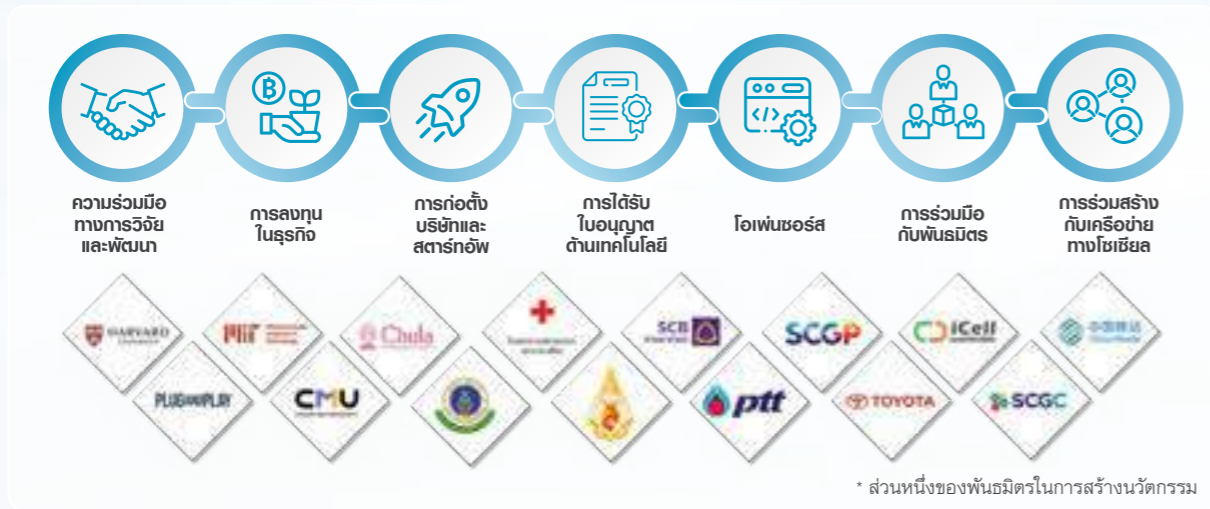 ความร่วมมือ
ทางการวิจัย
และพัฒนา
การลงทุน
ในธุรกิจ
การก่อตั้ง
บริษัทและ
สตาร์ทอัพ
การได้รับ
ใบอนุญาต
ด้านเทคโนโลยี
โอเพ่นซอร์ส
การร่วมมือ
กับพันธมิตร
การร่วมสร้าง
กับเครือข่าย
ทางโซเชียล
HARVARD
MIT
Chula
SCB
SCGP
iCell
中国移动
China Mobile
PLUG AND PLAY
CMU
ptt
TOYOTA
SCGC
* ส่วนหนึ่งของพันธมิตรในการสร้างนวัตกรรม